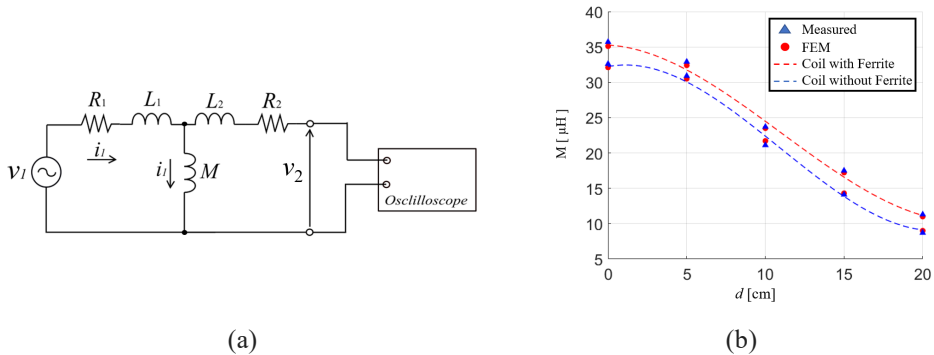 R1 L1 L2 R2
i1
v1
i1 M
v2
Osclilloscope
(a)
Measured
FEM
Coil with Ferrite
Coil without Ferrite
M [ μH ]
40
35
30
25
20
15
10
5
0 5 10 15 20
d [cm]
(b)